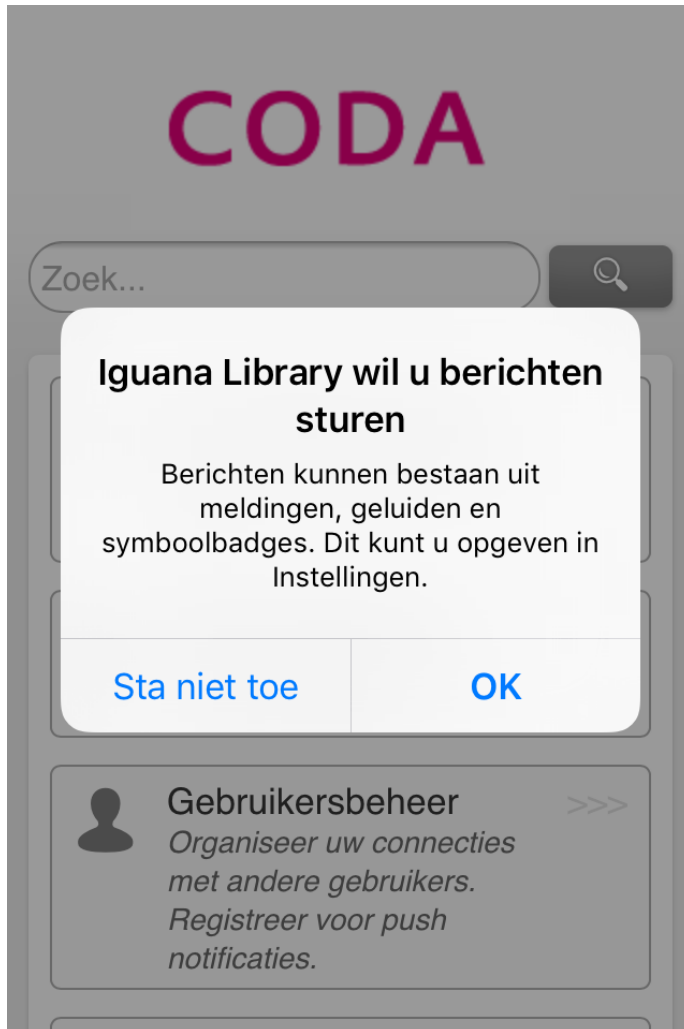 CODA
Zoek...
Iguana Library wil u berichten
sturen
Berichten kunnen bestaan uit
meldingen, geluiden en
symboolbadges. Dit kunt u opgeven in
Instellingen.
Sta niet toe
OK
Gebruikersbeheer >>>
Organiseer uw connecties
met andere gebruikers.
Registreer voor push
notificaties.